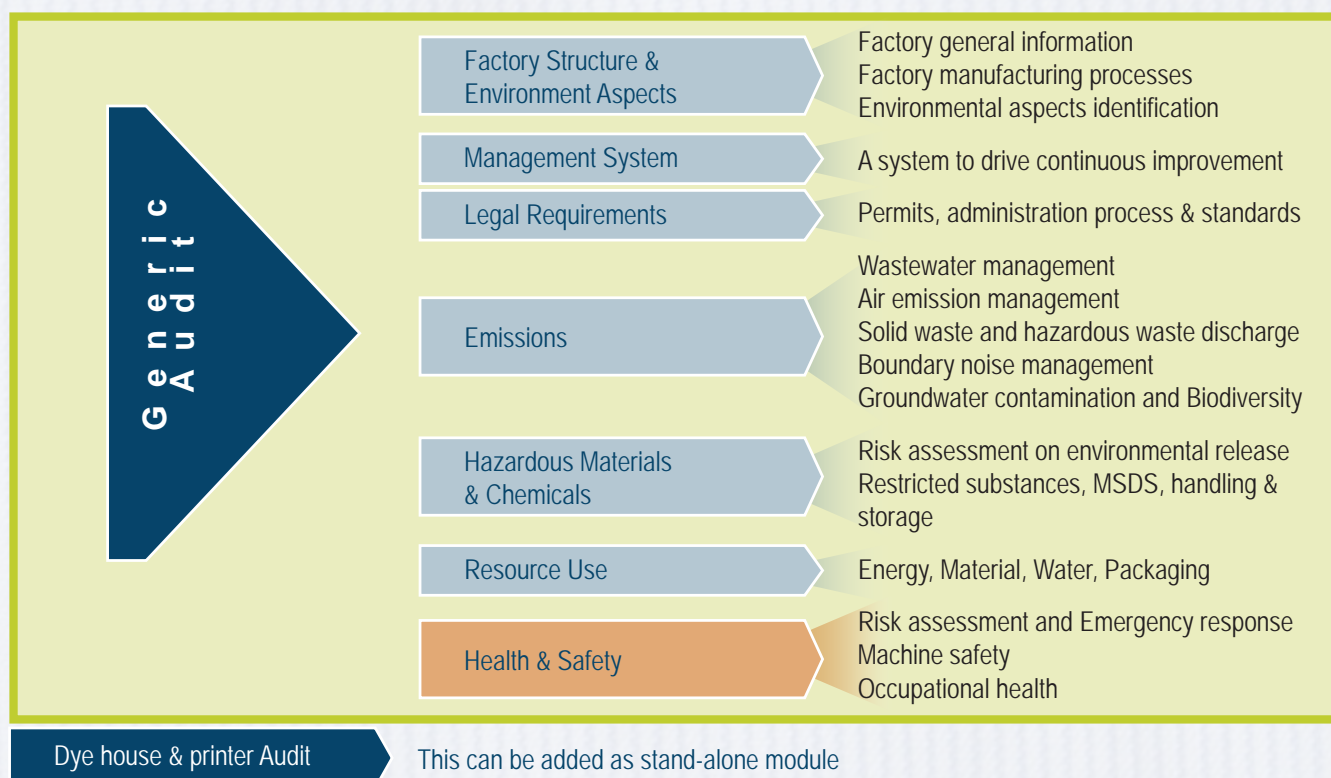 Generic
Audit
Factory Structure &
Environment Aspects
Factory general information
Factory manufacturing processes
Environmental aspects identification
Management System
A system to drive continuous improvement
Legal Requirements
Permits, administration process & standards
Emissions
Wastewater management
Air emission management
Solid waste and hazardous waste discharge
Boundary noise management
Groundwater contamination and Biodiversity
Hazardous Materials
& Chemicals
Risk assessment on environmental release
Restricted substances, MSDS, handling &
storage
Resource Use
Energy, Material, Water, Packaging
Health & Safety
Risk assessment and Emergency response
Machine safety
Occupational health
Dye house & printer Audit
This can be added as stand-alone module